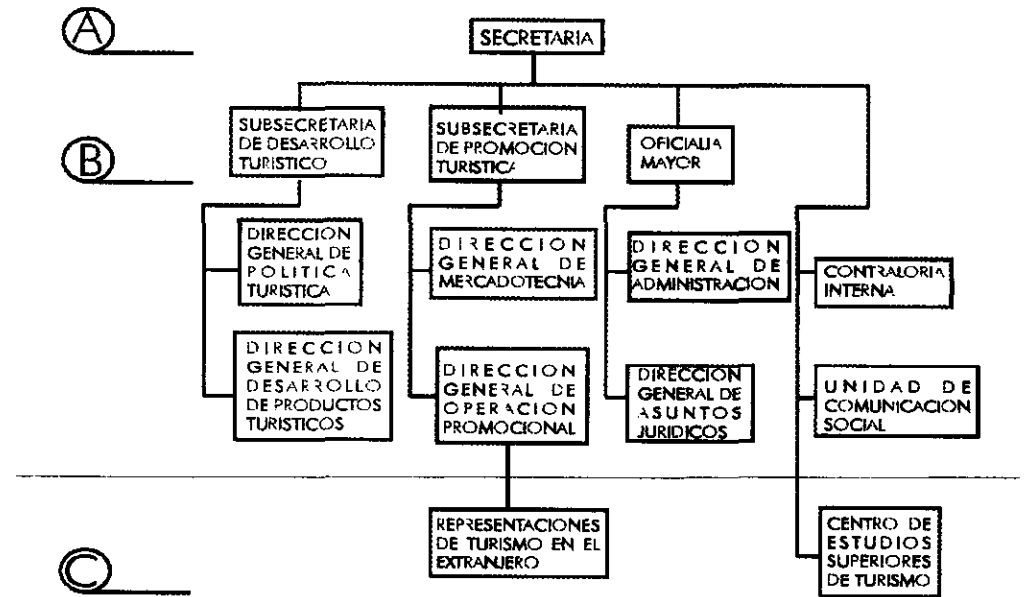 A
SECRETARIA
B
SUBSECRETARIA
DE DESARROLLO
TURISTICO
SUBSECRETARIA
DE PROMOCION
TURISTICA
OFICIALIA
MAYOR
DIRECCION
GENERAL DE
POLITICA
TURISTICA
DIRECCION
GENERAL DE
MERCADOTECNIA
DIRECCION
GENERAL DE
ADMINISTRACION
CONTRALORIA
INTERNA
DIRECCION
GENERAL DE
DESARROLLO
DE PRODUCTOS
TURISTICOS
DIRECCION
GENERAL DE
OPERACION
PROMOCIONAL
DIRECCION
GENERAL DE
ASUNTOS
JURIDICOS
UNIDAD DE
COMUNICACION
SOCIAL
C
REPRESENTACIONES
DE TURISMO EN EL
EXTRANJERO
CENTRO DE
ESTUDIOS
SUPERIORES
DE TURISMO